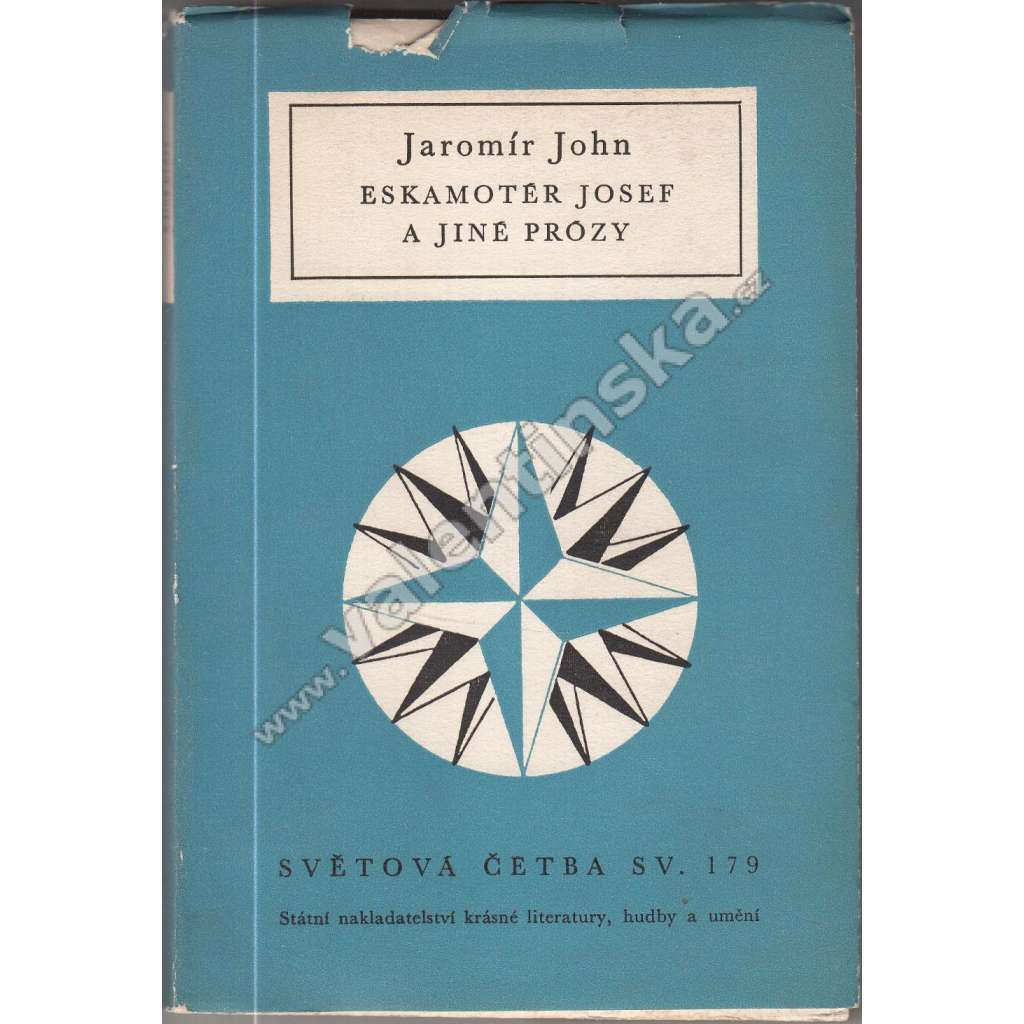 Jaromír John
ESKAMOTÉR JOSEF
A JINÉ PRÓZY
www.valentinska.cz
SVĚTOVÁ ČETBA SV. 179
Státní nakladatelství krásné literatury, hudby a umění